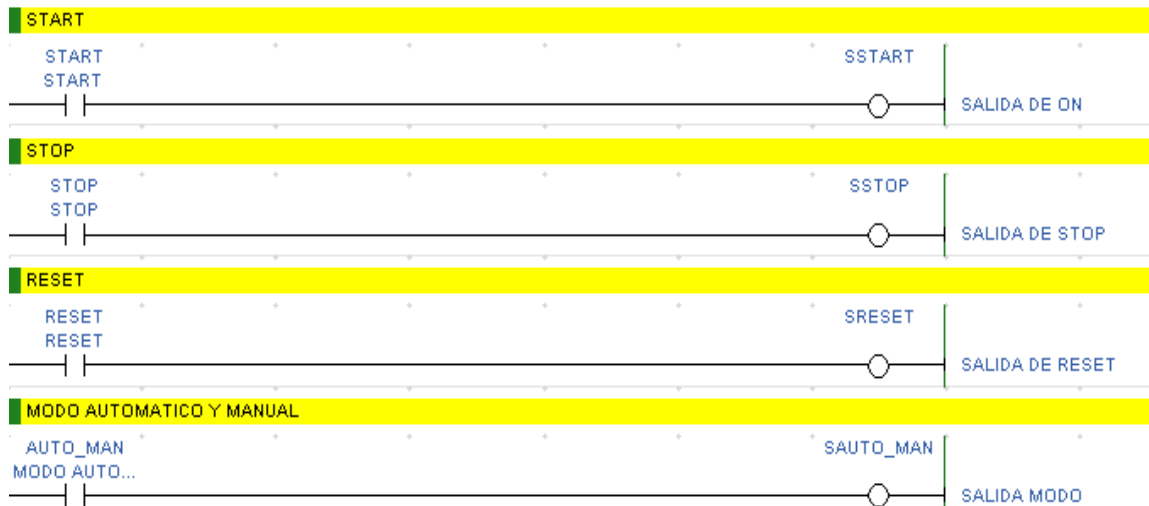 START
START
START
SSTART
SALIDA DE ON
STOP
STOP
STOP
SSTOP
SALIDA DE STOP
RESET
RESET
RESET
SRESET
SALIDA DE RESET
MODO AUTOMATICO Y MANUAL
AUTO_MAN
MODO AUTO...
SAUTO_MAN
SALIDA MODO